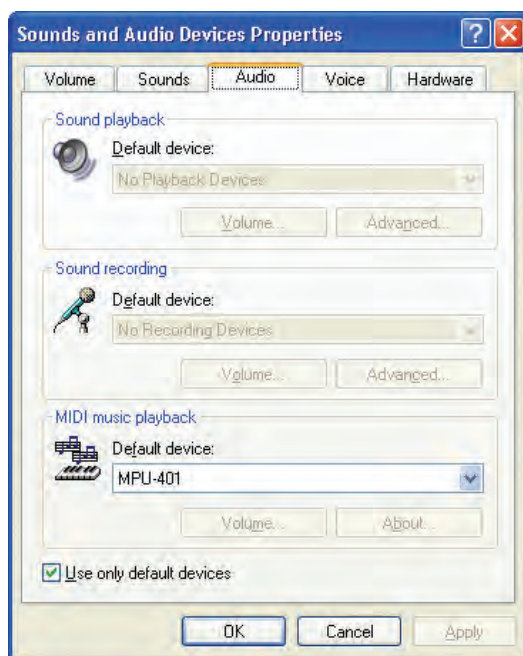 Sounds and Audio Devices Properties
Volume Sounds Audio Voice Hardware
Sound playback
Default device:
No Playback Devices
Volume... Advanced...
Sound recording
Default device:
No Recording Devices
Volume... Advanced...
MIDI music playback
Default device:
MPU-401
Volume... About...
Use only default devices
OK Cancel Apply